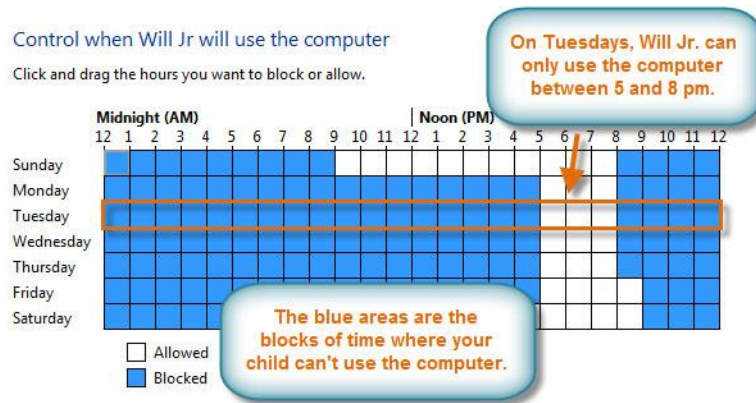 Control when Will Jr will use the computer
Click and drag the hours you want to block or allow.
On Tuesdays, Will Jr. can
only use the computer
between 5 and 8 pm.
Midnight (AM) Noon (PM)
12 1 2 3 4 5 6 7 8 9 10 11 12 1 2 3 4 5 6 7 8 9 10 11 12
Sunday
Monday
Tuesday
Wednesday
Thursday
Friday
Saturday
The blue areas are the
blocks of time where your
child can't use the computer.
Allowed
Blocked